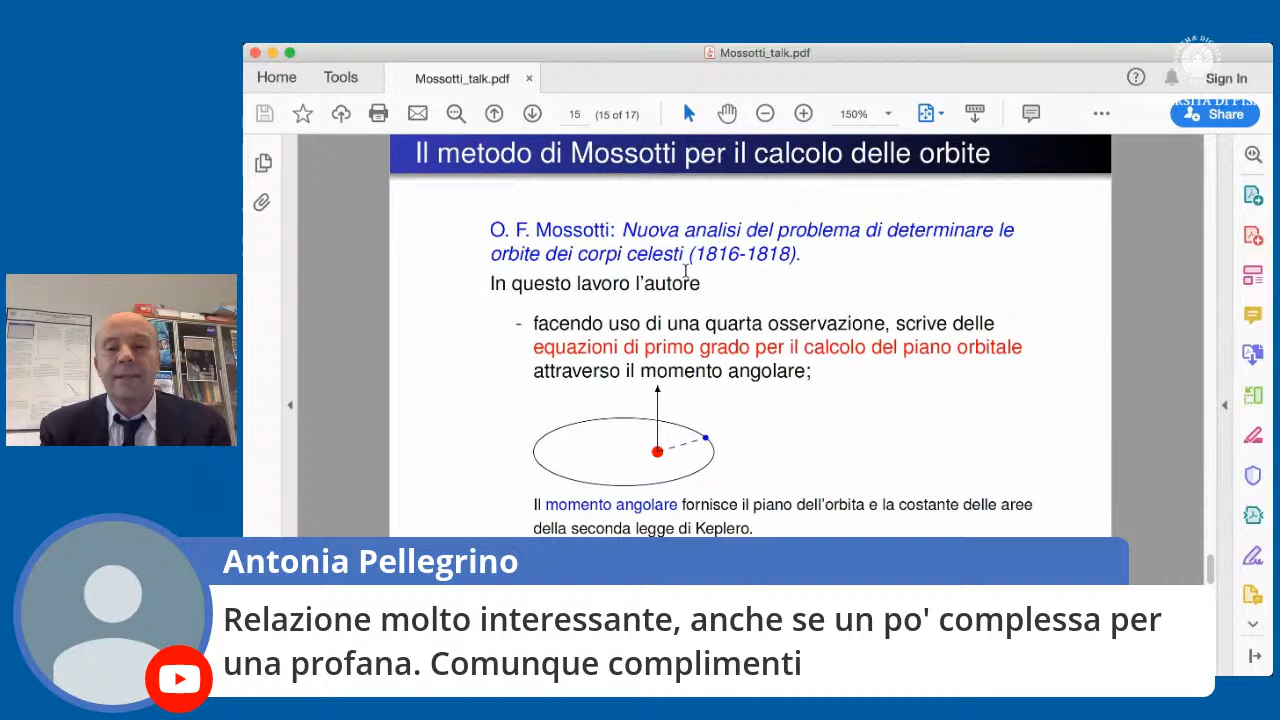 Mossotti_talk.pdf
Home
Tools
Mossotti_talk.pdf
×
Sign In
15
(15 of 17)
150%
Share
Il metodo di Mossotti per il calcolo delle orbite
O. F. Mossotti: Nuova analisi del problema di determinare le
orbite dei corpi celesti (1816-1818).
In questo lavoro l'autore
- facendo uso di una quarta osservazione, scrive delle
equazioni di primo grado per il calcolo del piano orbitale
attraverso il momento angolare;
Il momento angolare fornisce il piano dell'orbita e la costante delle aree
della seconda legge di Keplero.
Antonia Pellegrino
Relazione molto interessante, anche se un po' complessa per
una profana. Comunque complimenti